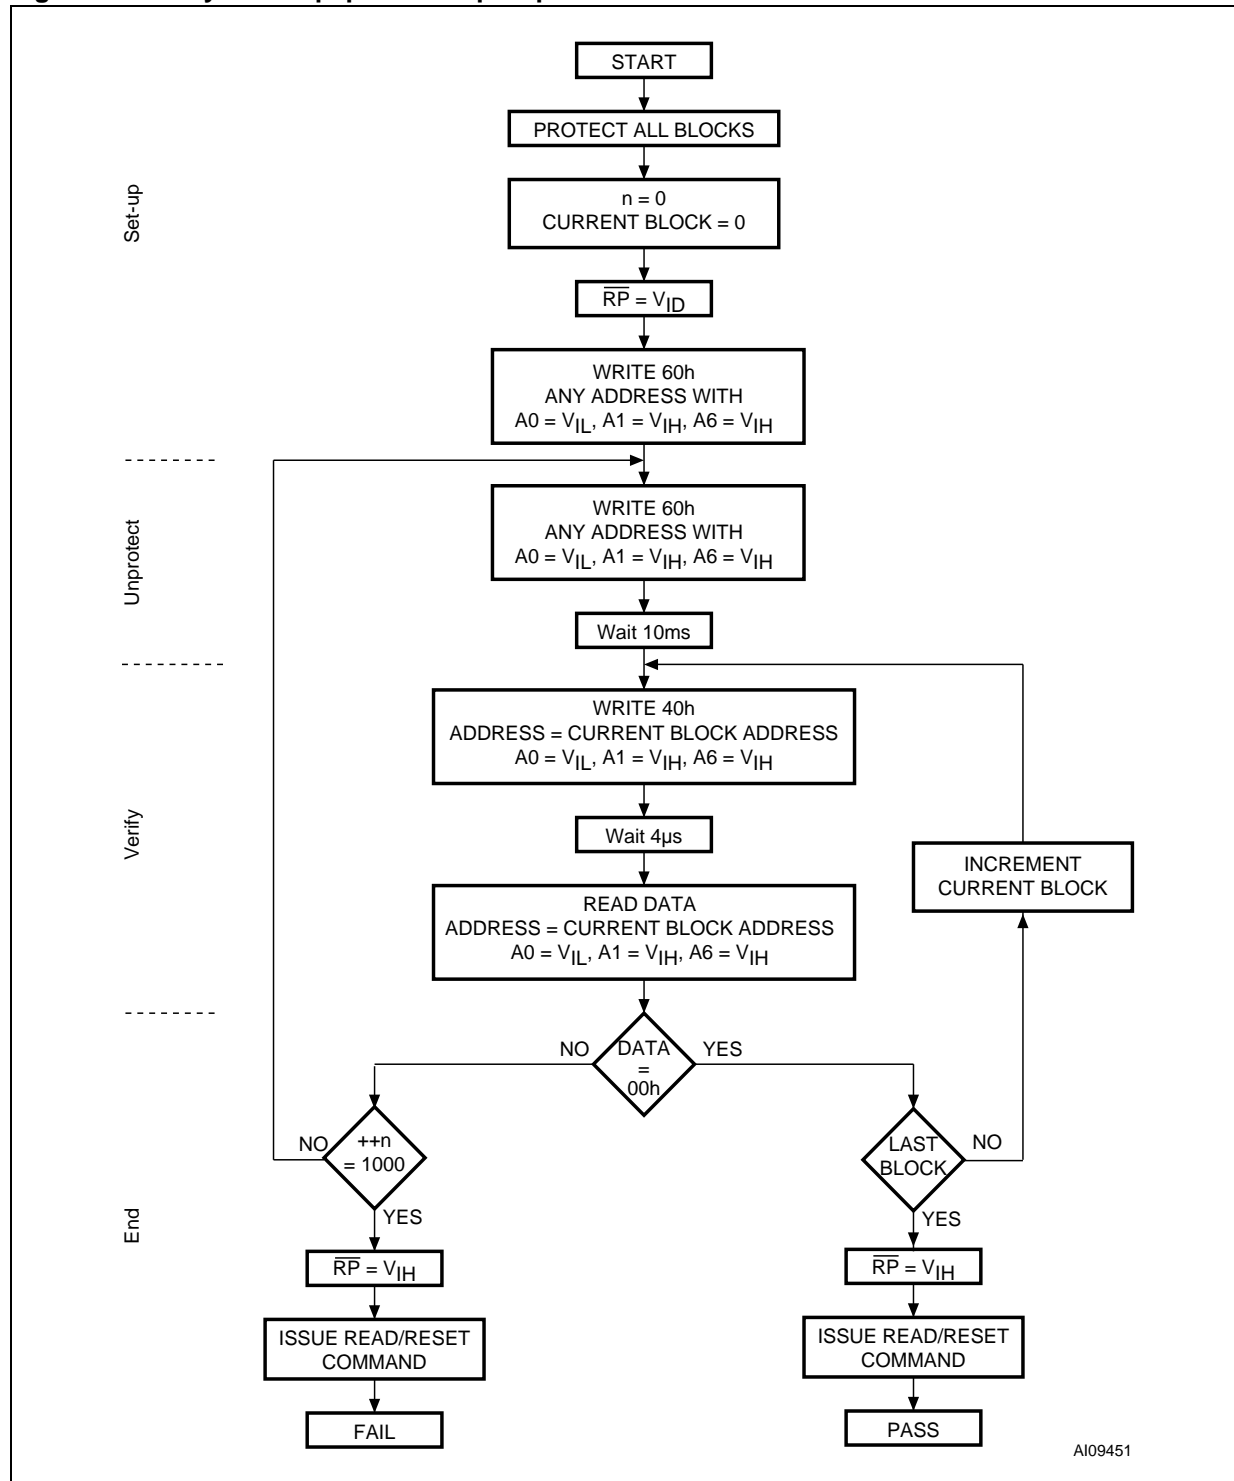 START
PROTECT ALL BLOCKS
n = 0
CURRENT BLOCK = 0
Set-up
RP = VID
WRITE 60h
ANY ADDRESS WITH
A0 = VIL, A1 = VIH, A6 = VIH
Unprotect
WRITE 60h
ANY ADDRESS WITH
A0 = VIL, A1 = VIH, A6 = VIH
Wait 10ms
Verify
WRITE 40h
ADDRESS = CURRENT BLOCK ADDRESS
A0 = VIL, A1 = VIH, A6 = VIH
Wait 4µs
INCREMENT
CURRENT BLOCK
READ DATA
ADDRESS = CURRENT BLOCK ADDRESS
A0 = VIL, A1 = VIH, A6 = VIH
NO
DATA
=
00h
YES
End
NO
++n
= 1000
YES
LAST
BLOCK
NO
YES
RP = VIH
RP = VIH
ISSUE READ/RESET
COMMAND
ISSUE READ/RESET
COMMAND
FAIL
PASS
AI09451